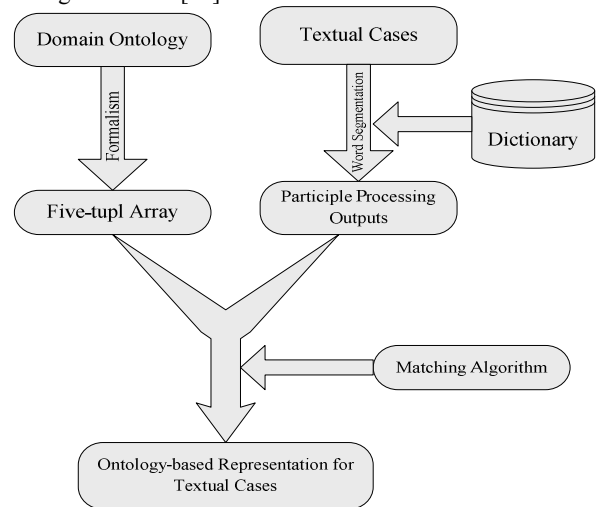 Domain Ontology
Textual Cases
Formalism
Word Segmentation
Dictionary
Five-tupl Array
Participle Processing
Outputs
Matching Algorithm
Ontology-based Representation for
Textual Cases